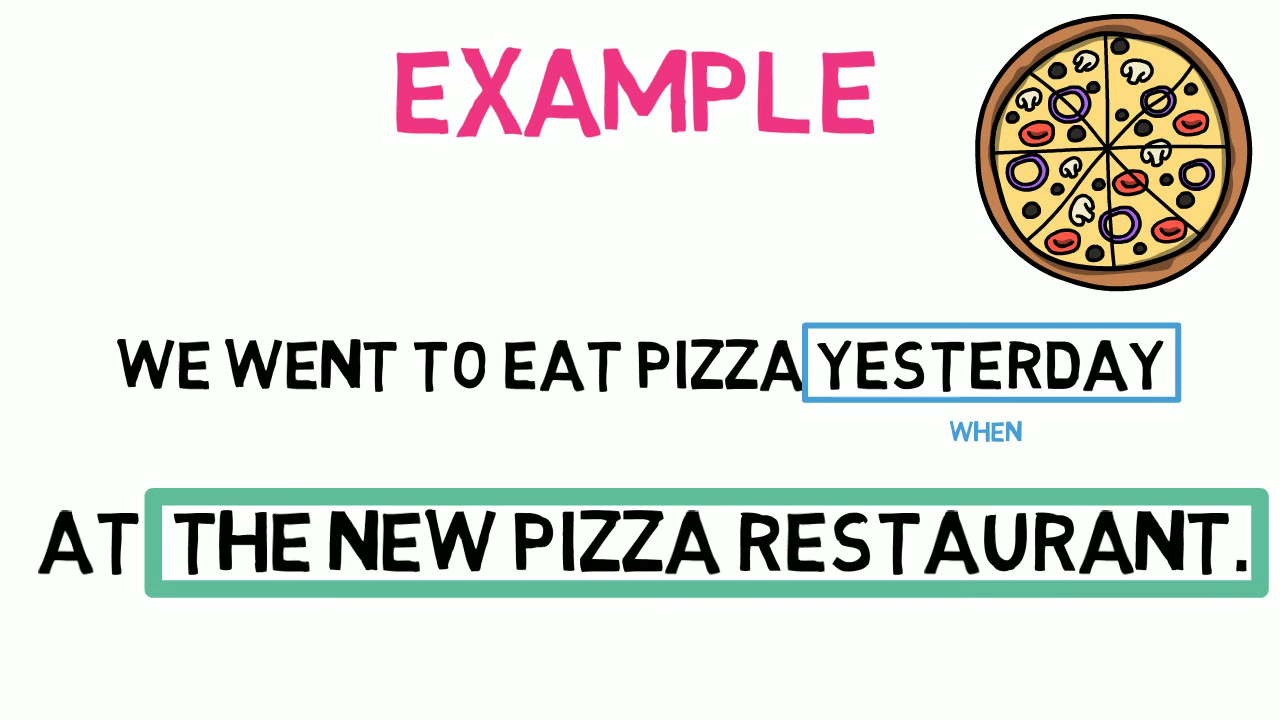 EXAMPLE
WE WENT TO EAT PIZZA YESTERDAY
WHEN
AT THE NEW PIZZA RESTAURANT.